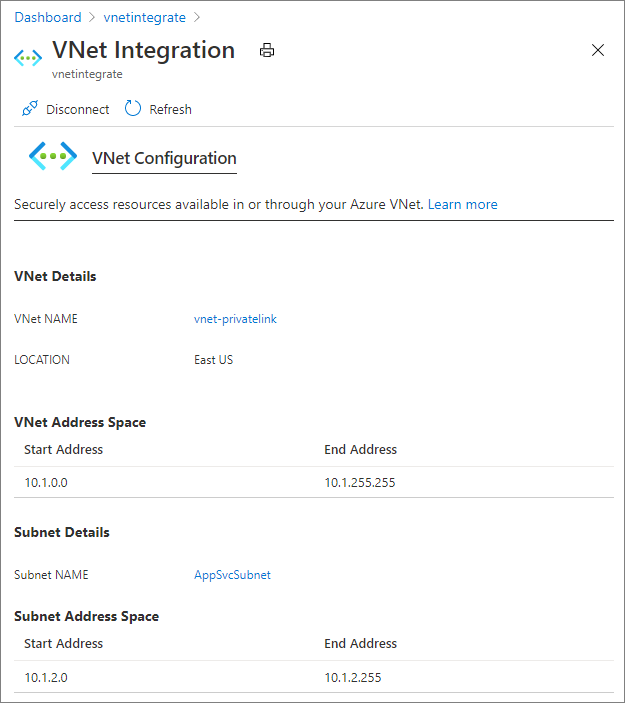 Dashboard > vnetintegrate >
VNet Integration
vnetintegrate
Disconnect Refresh
VNet Configuration
Securely access resources available in or through your Azure VNet. Learn more
VNet Details
VNet NAME vnet-privatelink
LOCATION East US
VNet Address Space
Start Address End Address
10.1.0.0 10.1.255.255
Subnet Details
Subnet NAME AppSvcSubnet
Subnet Address Space
Start Address End Address
10.1.2.0 10.1.2.255